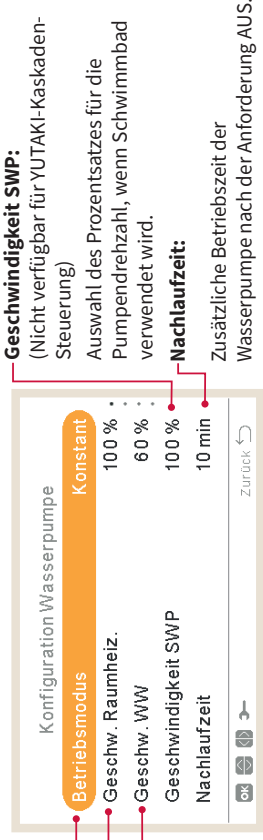 Konfiguration Wasserpumpe
Betriebsmodus Konstant
Geschw. Raumheiz. 100 %
Geschw. WW 60 %
Geschwindigkeit SWP 100 %
Nachlaufzeit 10 min
OK Zurück
Geschwindigkeit SWP:
(Nicht verfügbar für YUTAKI-Kaskaden-
Steuerung)
Auswahl des Prozentsatzes für die
Pumpendrehzahl, wenn Schwimmbad
verwendet wird.
Nachlaufzeit:
Zusätzliche Betriebszeit der
Wasserpumpe nach der Anforderung AUS.